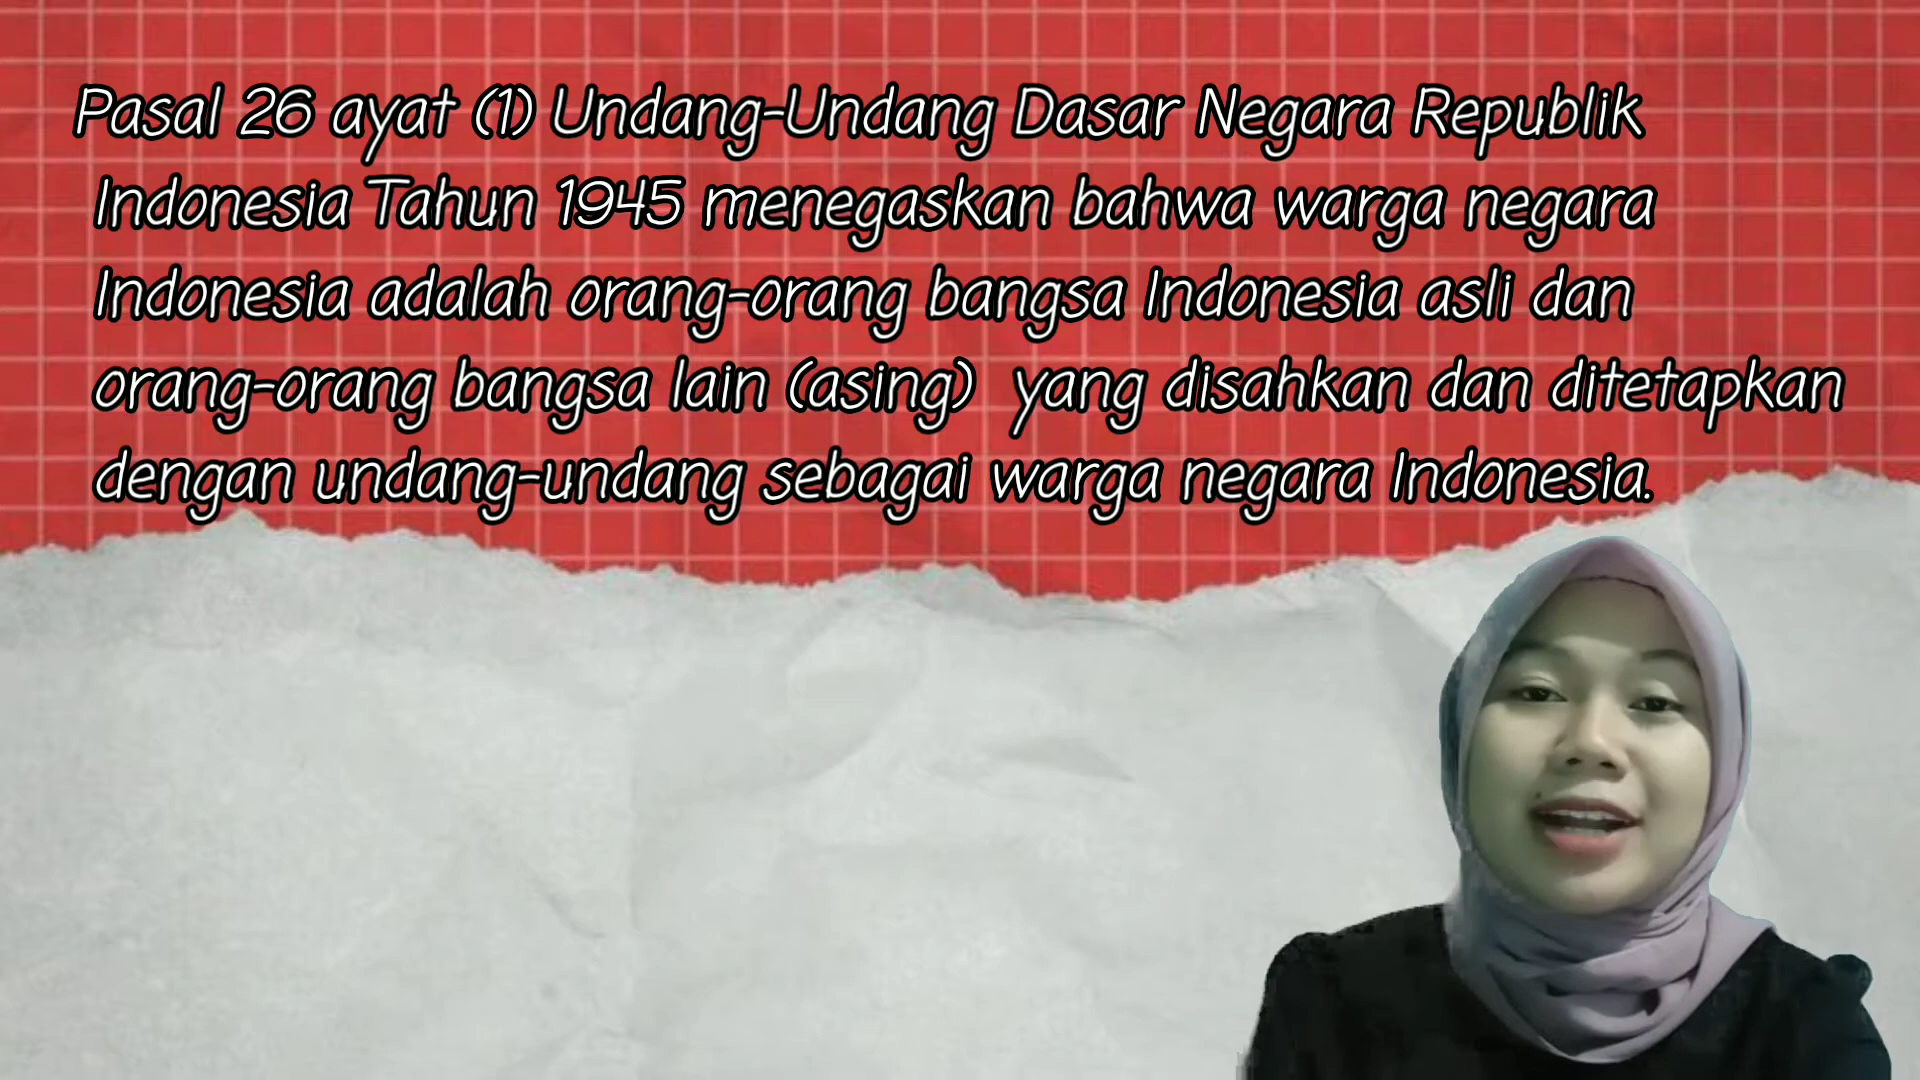 Pasal 26 ayat (1) Undang-Undang Dasar Negara Republik
Indonesia Tahun 1945 menegaskan bahwa warga negara
Indonesia adalah orang-orang bangsa Indonesia asli dan
orang-orang bangsa lain (asing) yang disahkan dan ditetapkan
dengan undang-undang sebagai warga negara Indonesia.